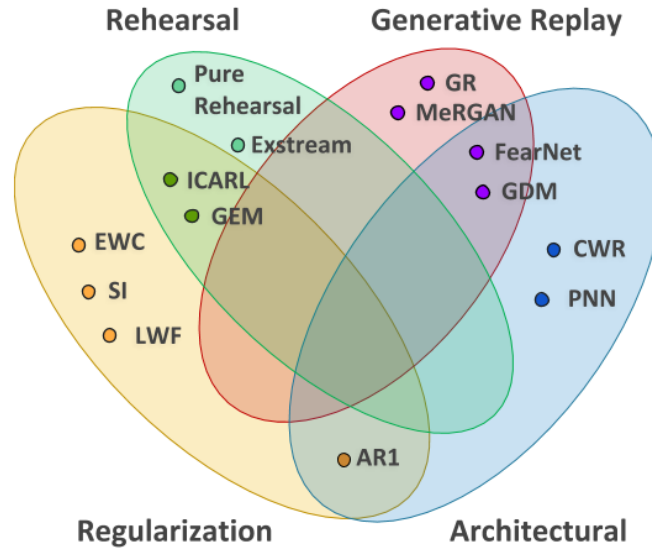 Rehearsal
Generative Replay
Pure
Rehearsal
GR
MeRGAN
Exstream
FearNet
ICARL
GDM
GEM
EWC
CWR
SI
PNN
LWF
AR1
Regularization
Architectural